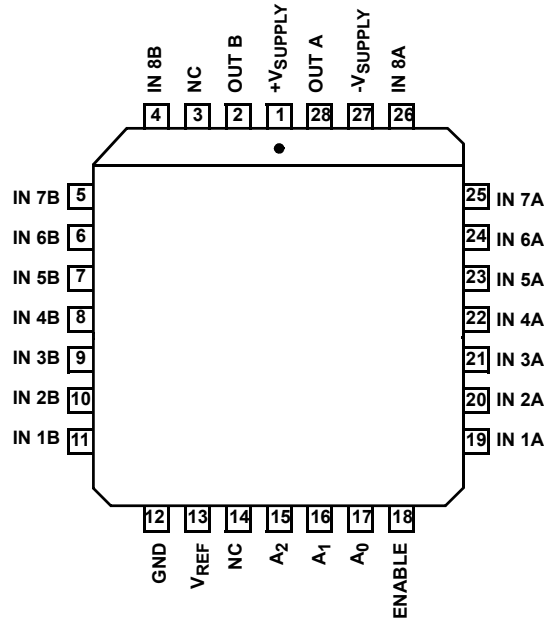 IN 8B
NC
OUT B
+VSUPPLY
OUT A
-VSUPPLY
IN 8A
4
3
2
1
28
27
26
IN 7B 5
25 IN 7A
IN 6B 6
24 IN 6A
IN 5B 7
23 IN 5A
IN 4B 8
22 IN 4A
IN 3B 9
21 IN 3A
IN 2B 10
20 IN 2A
IN 1B 11
19 IN 1A
12
13
14
15
16
17
18
GND
VREF
NC
A2
A1
A0
ENABLE